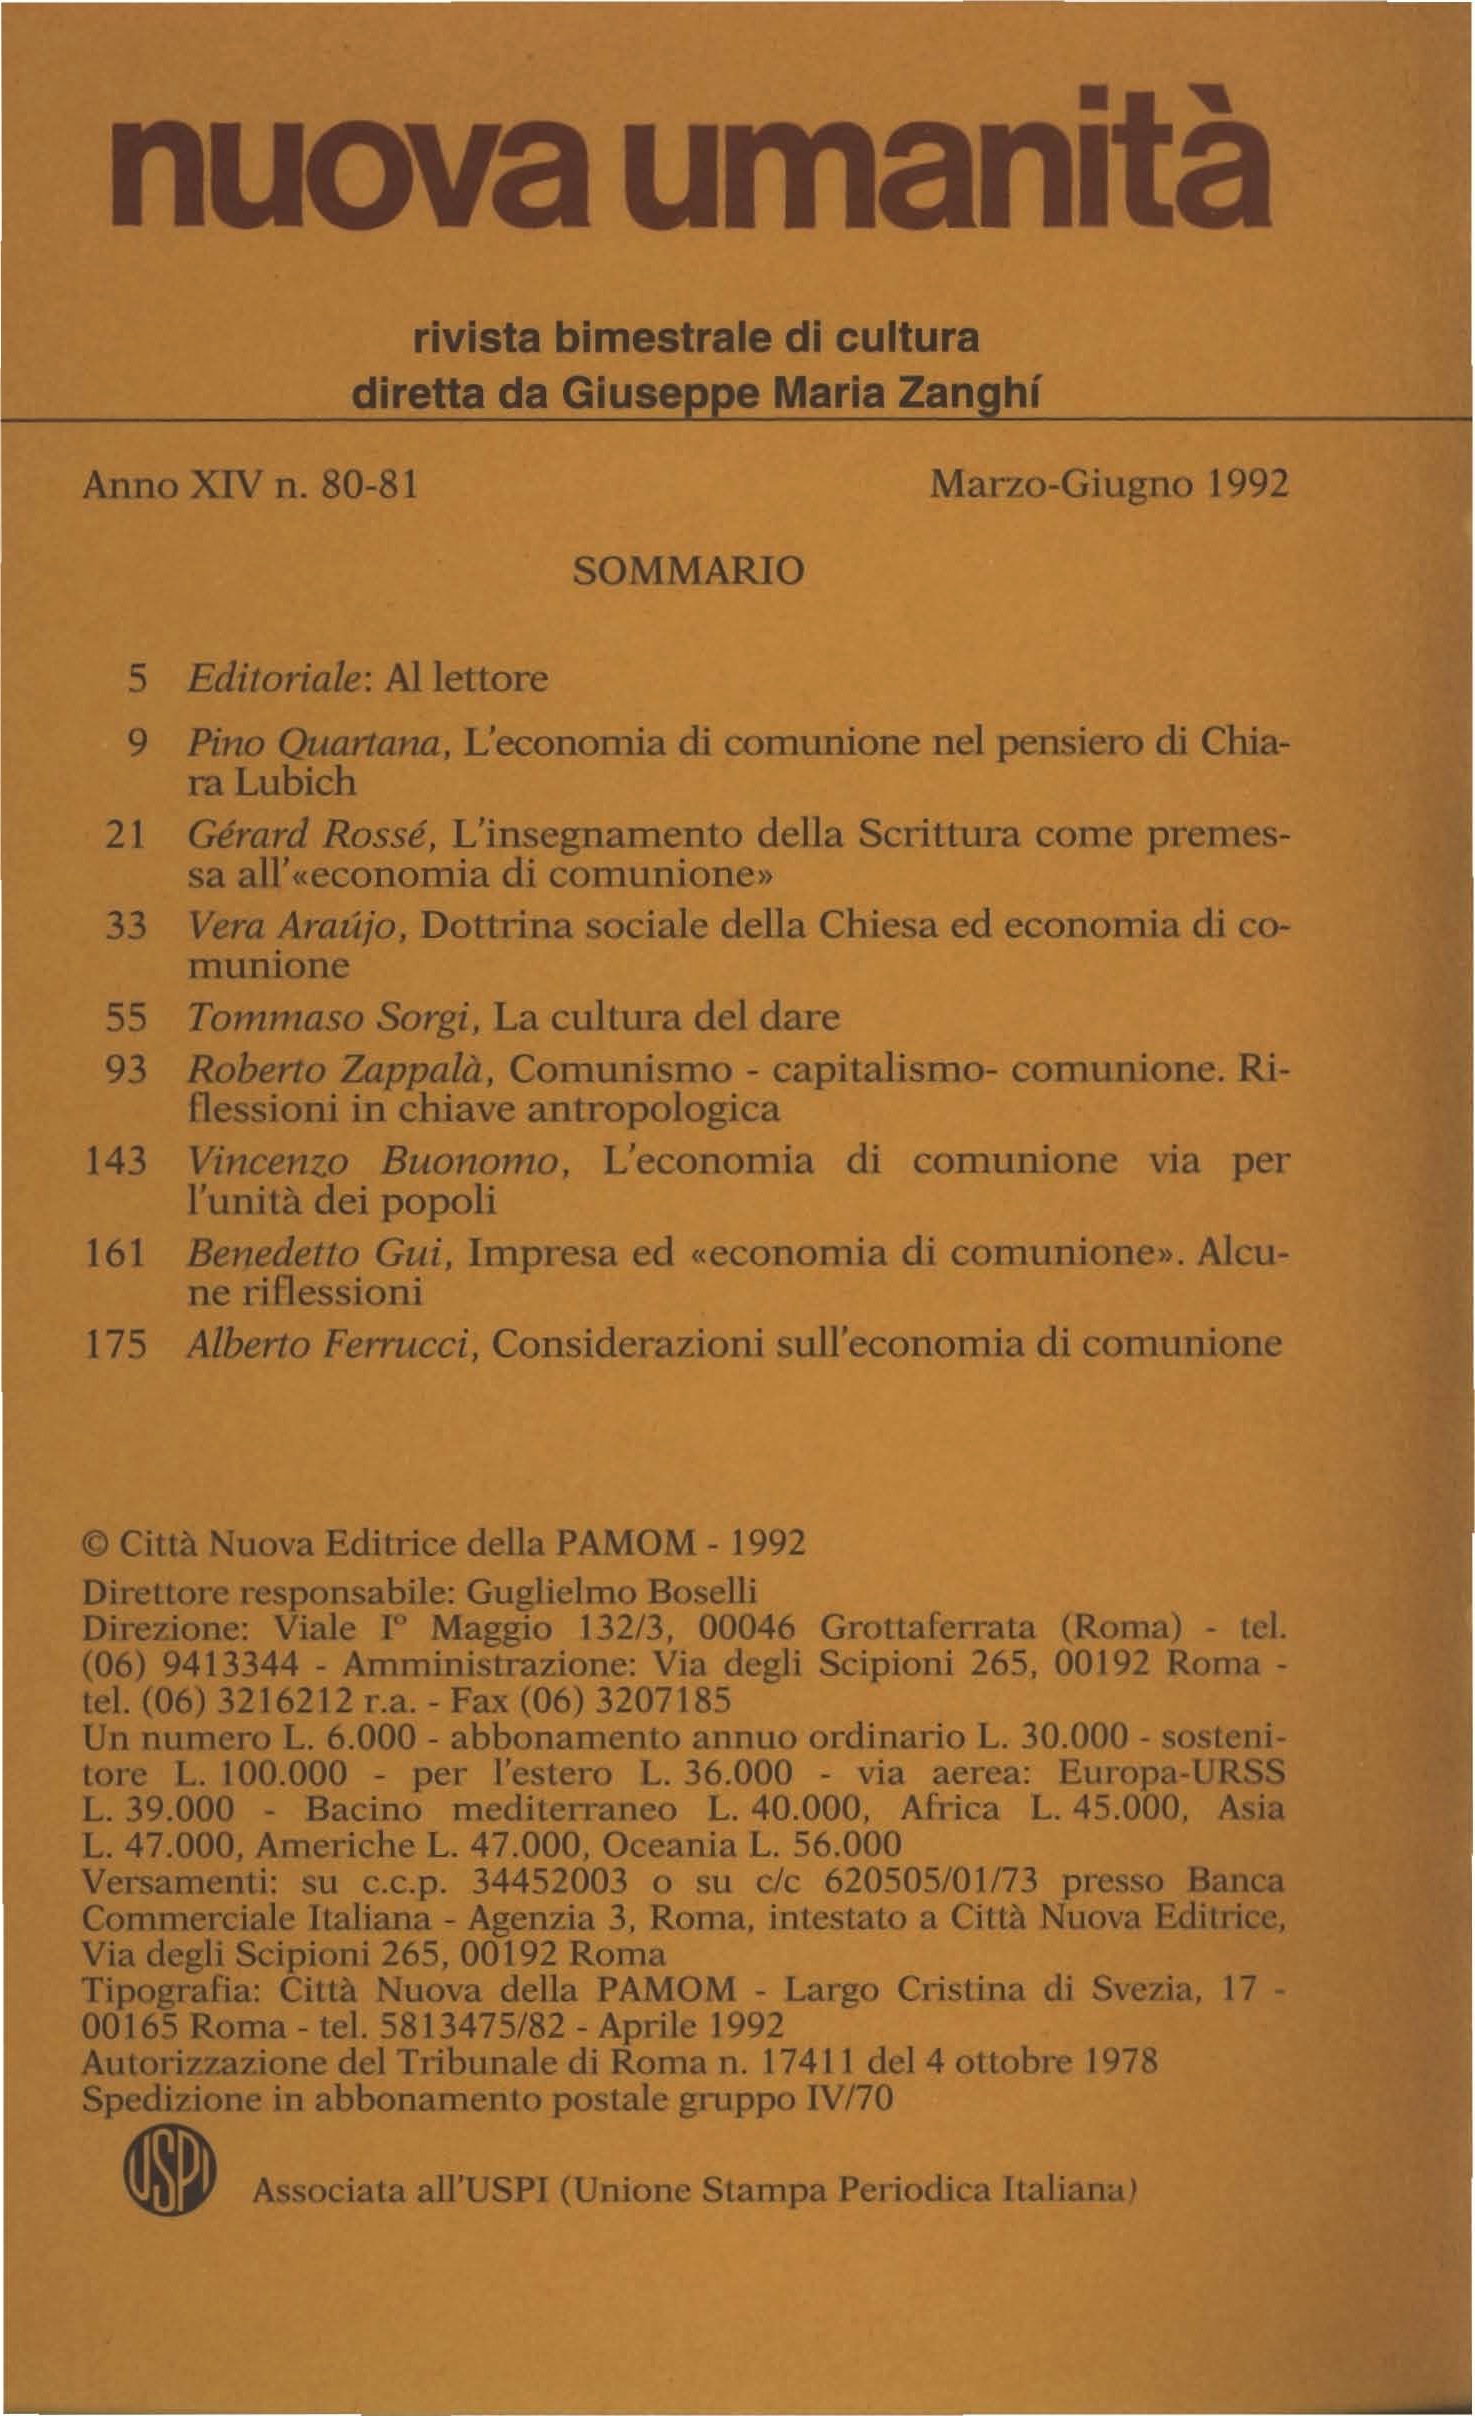 nuova umanità
rivista bimestrale di cultura
diretta da Giuseppe Maria Zanghí
Anno XIV n. 80-81 Marzo-Giugno 1992
SOMMARIO
5 Editoriale: Al lettore
9 Pino Quartana, L'economia di comunione nel pensiero di Chia-
ra Lubich
21 Gérard Rossé, L'insegnamento della Scrittura come premes-
sa all'«economia di comunione»
33 Vera Araújo, Dottrina sociale della Chiesa ed economia di co-
munione
55 Tommaso Sorgi, La cultura del dare
93 Roberto Zappalà, Comunismo - capitalismo- comunione. Ri-
flessioni in chiave antropologica
143 Vincenzo Buonomo, L'economia di comunione via per
l'unità dei popoli
161 Benedetto Gui, Impresa ed «economia di comunione». Alcu-
ne riflessioni
175 Alberto Ferrucci, Considerazioni sull'economia di comunione
© Città Nuova Editrice della PAMOM - 1992
Direttore responsabile: Guglielmo Boselli
Direzione: Viale I° Maggio 132/3, 00046 Grottaferrata (Roma) - tel.
(06) 9413344 - Amministrazione: Via degli Scipioni 265, 00192 Roma -
tel. (06) 3216212 r.a. - Fax (06) 3207185
Un numero L. 6.000 - abbonamento annuo ordinario L. 30.000 - sosteni-
tore L. 100.000 - per l'estero L. 36.000 - via aerea: Europa-URSS
L. 39.000 - Bacino mediterraneo L. 40.000, Africa L. 45.000, Asia
L. 47.000, Americhe L. 47.000, Oceania L. 56.000
Versamenti: su c.c.p. 34452003 o su c/c 620505/01/73 presso Banca
Commerciale Italiana - Agenzia 3, Roma, intestato a Città Nuova Editrice,
Via degli Scipioni 265, 00192 Roma
Tipografia: Città Nuova della PAMOM - Largo Cristina di Svezia, 17 -
00165 Roma - tel. 5813475/82 - Aprile 1992
Autorizzazione del Tribunale di Roma n. 17411 del 4 ottobre 1978
Spedizione in abbonamento postale gruppo IV/70
USPI
Associata all'USPI (Unione Stampa Periodica Italiana)